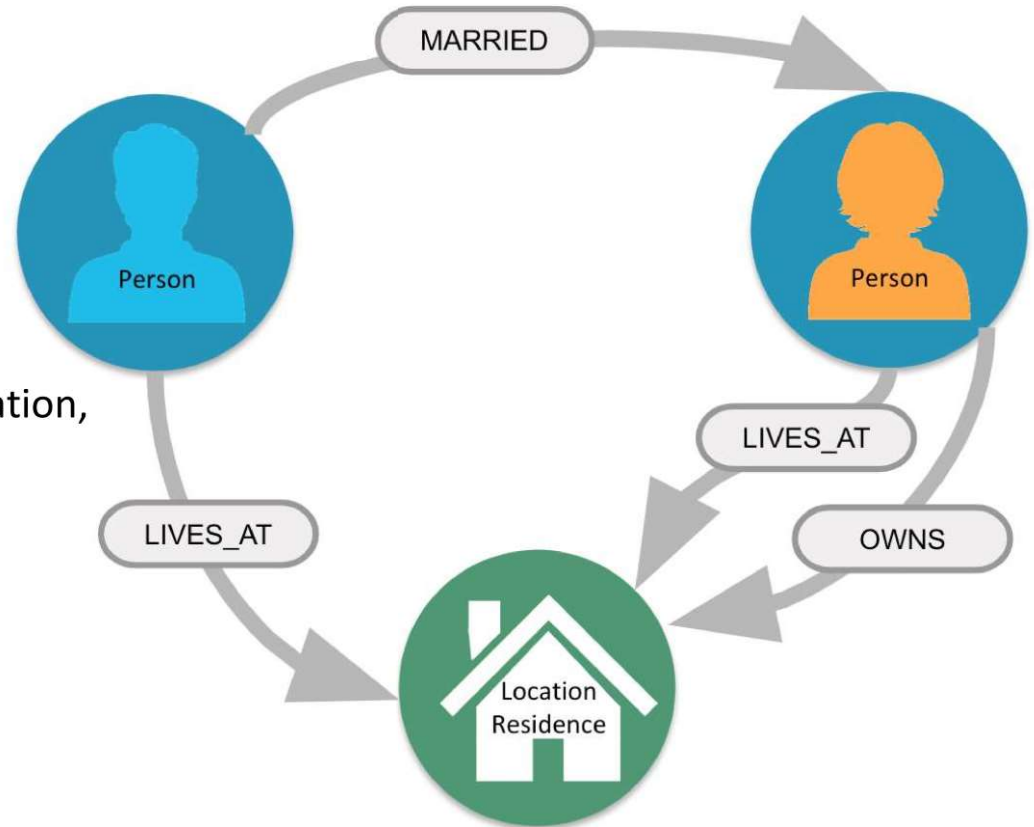 MARRIED
Person
Person
ation,
LIVES_AT
LIVES_AT
OWNS
Location
Residence